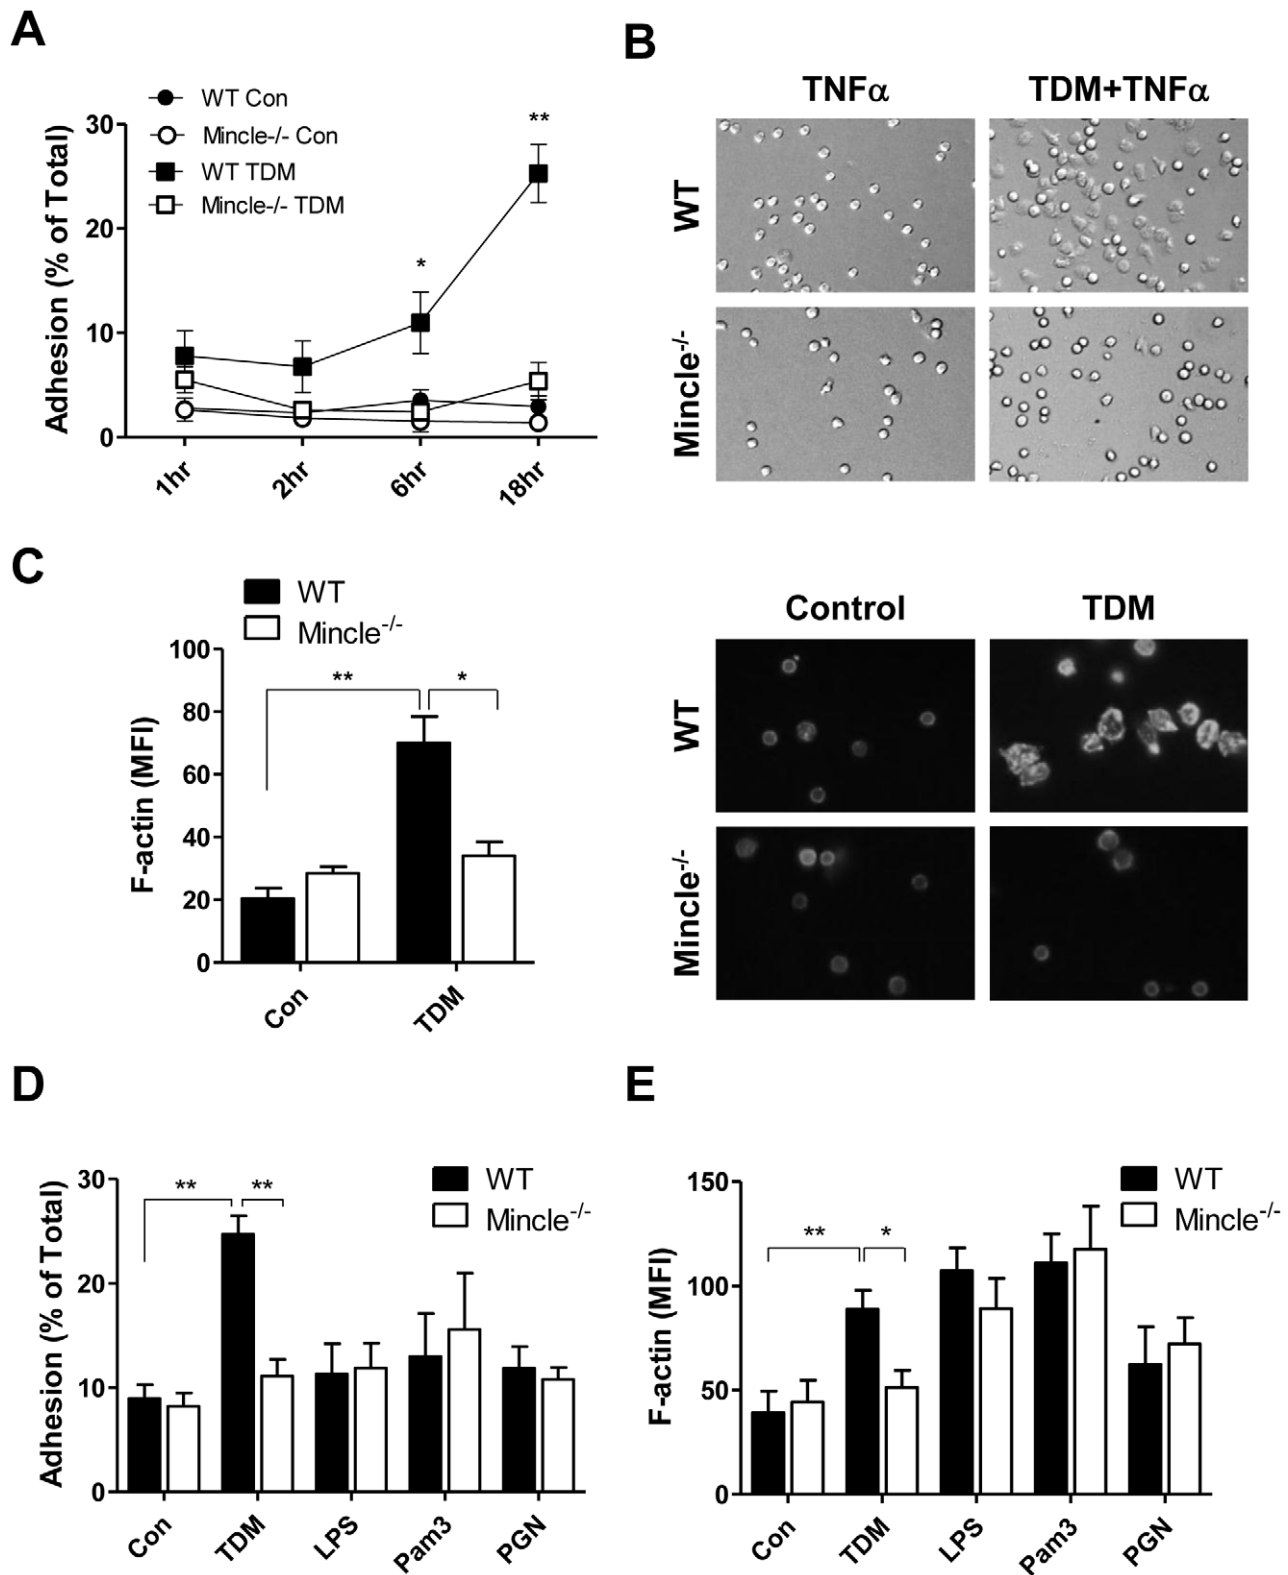 A
WT Con
Mincle-/- Con
WT TDM
Mincle-/- TDM
Adhesion (% of Total)
30
20
10
0
**
*
1hr
2hr
6hr
18hr
B
TNFα
TDM+TNFα
WT
Mincle-/-
C
WT
Mincle-/-
F-actin (MFI)
100
80
60
40
20
0
**
*
Con
TDM
Control
TDM
WT
Mincle-/-
D
WT
Mincle-/-
Adhesion (% of Total)
30
20
10
0
**
**
Con
TDM
LPS
Pam3
PGN
E
WT
Mincle-/-
F-actin (MFI)
150
100
50
0
**
*
Con
TDM
LPS
Pam3
PGN